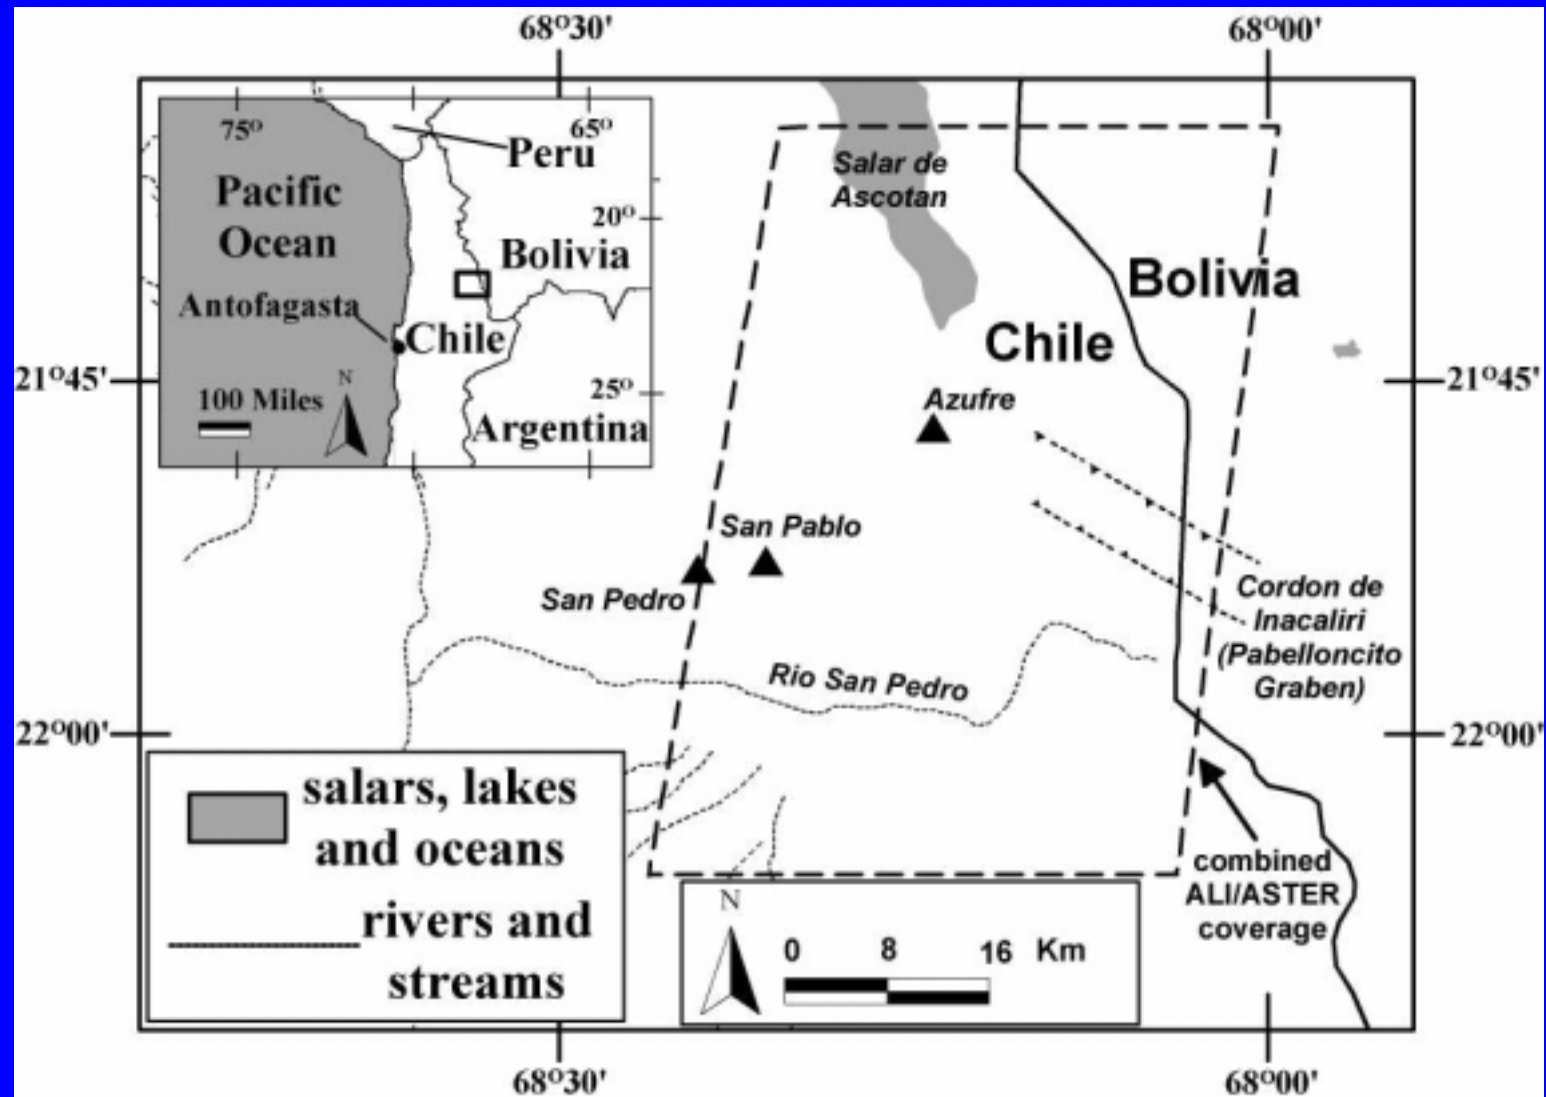 68°30'
68°00'
75°
65°
Peru
Pacific
Ocean
20°
Bolivia
Antofagasta
Chile
N
100 Miles
25°
Argentina
Salar de
Ascotan
Bolivia
Chile
21°45'
21°45'
Azufre
San Pablo
San Pedro
Cordon de
Inacaliri
(Pabelloncito
Graben)
Rio San Pedro
22°00'
22°00'
salars, lakes
and oceans
rivers and
streams
combined
ALI/ASTER
coverage
N
0 8 16 Km
68°30'
68°00'